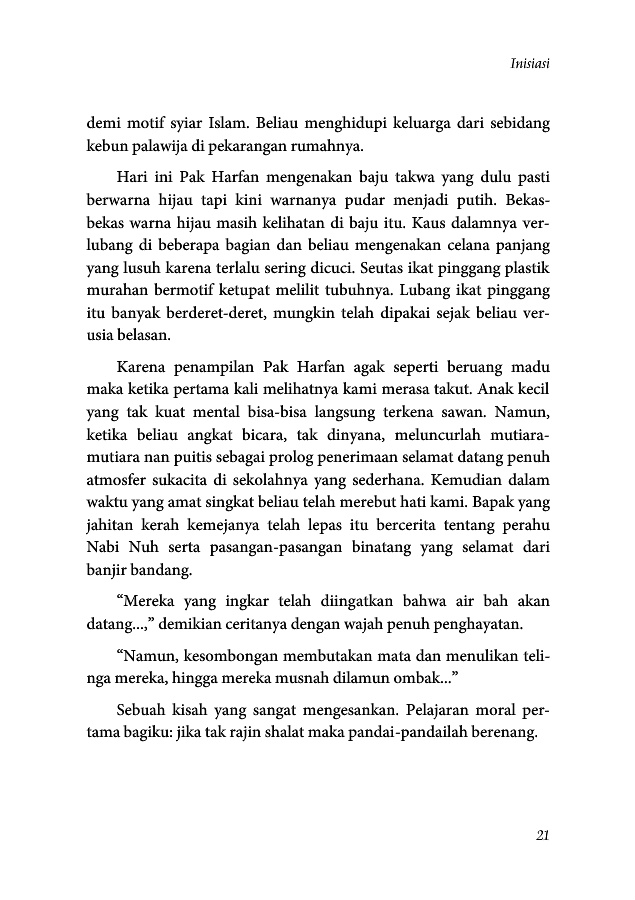 Inisiasi
demi motif syiar Islam. Beliau menghidupi keluarga dari sebidang
kebun palawija di pekarangan rumahnya.
Hari ini Pak Harfan mengenakan baju takwa yang dulu pasti
berwarna hijau tapi kini warnanya pudar menjadi putih. Bekas-
bekas warna hijau masih kelihatan di baju itu. Kaus dalamnya ver-
lubang di beberapa bagian dan beliau mengenakan celana panjang
yang lusuh karena terlalu sering dicuci. Seutas ikat pinggang plastik
murahan bermotif ketupat melilit tubuhnya. Lubang ikat pinggang
itu banyak berderet-deret, mungkin telah dipakai sejak beliau ver-
usia belasan.
Karena penampilan Pak Harfan agak seperti beruang madu
maka ketika pertama kali melihatnya kami merasa takut. Anak kecil
yang tak kuat mental bisa-bisa langsung terkena sawan. Namun,
ketika beliau angkat bicara, tak dinyana, meluncurlah mutiara-
mutiara nan puitis sebagai prolog penerimaan selamat datang penuh
atmosfer sukacita di sekolahnya yang sederhana. Kemudian dalam
waktu yang amat singkat beliau telah merebut hati kami. Bapak yang
jahitan kerah kemejanya telah lepas itu bercerita tentang perahu
Nabi Nuh serta pasangan-pasangan binatang yang selamat dari
banjir bandang.
“Mereka yang ingkar telah diingatkan bahwa air bah akan
datang...,” demikian ceritanya dengan wajah penuh penghayatan.
“Namun, kesombongan membutakan mata dan menulikan teli-
nga mereka, hingga mereka musnah dilamun ombak...”
Sebuah kisah yang sangat mengesankan. Pelajaran moral per-
tama bagiku: jika tak rajin shalat maka pandai-pandailah berenang.
21